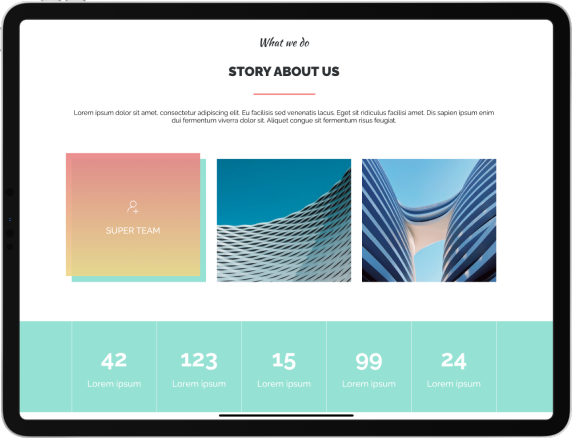 What we do
STORY ABOUT US
Lorem ipsum dolor sit amet, consectetur adipiscing elit. Eu facilisis sed venenatis lacus. Eget sit ridiculus facilisi amet. Dis sapien ipsum enim
dui fermentum viverra dolor sit. Aliquet congue sit fermentum risus feugiat.
SUPER TEAM
42 123 15 99 24
Lorem ipsum Lorem ipsum Lorem ipsum Lorem ipsum Lorem ipsum